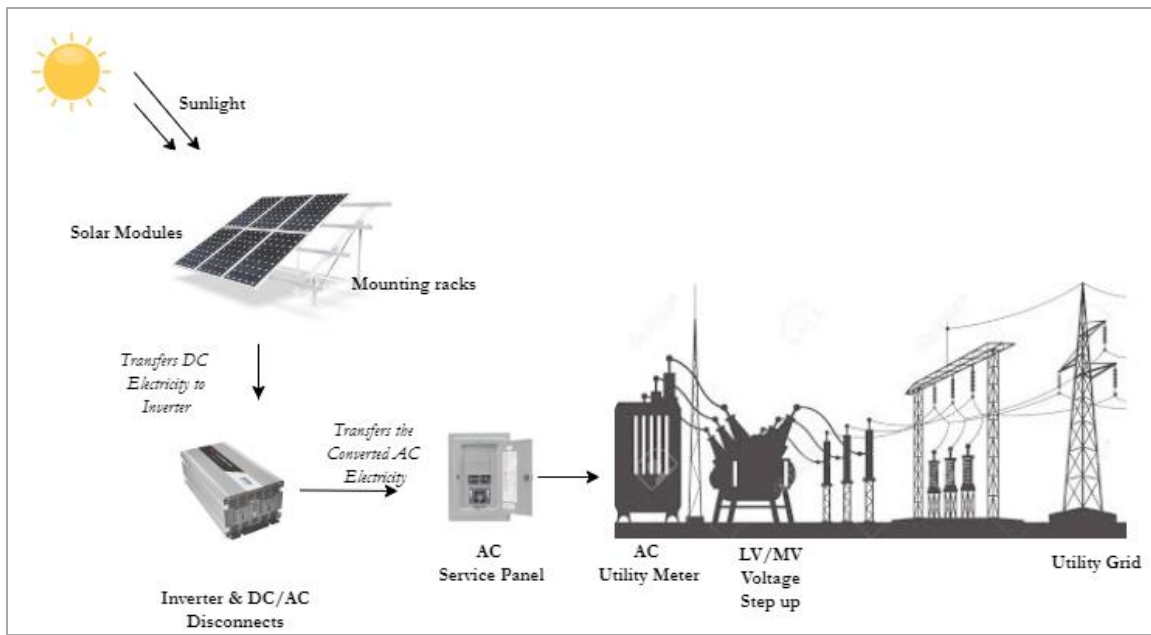 Sunlight
Solar Modules
Mounting racks
Transfers DC
Electricity to
Inverter
Transfers the
Converted AC
Electricity
AC
Service Panel
AC
Utility Meter
LV/MV
Voltage
Step up
Utility Grid
Inverter & DC/AC
Disconnects